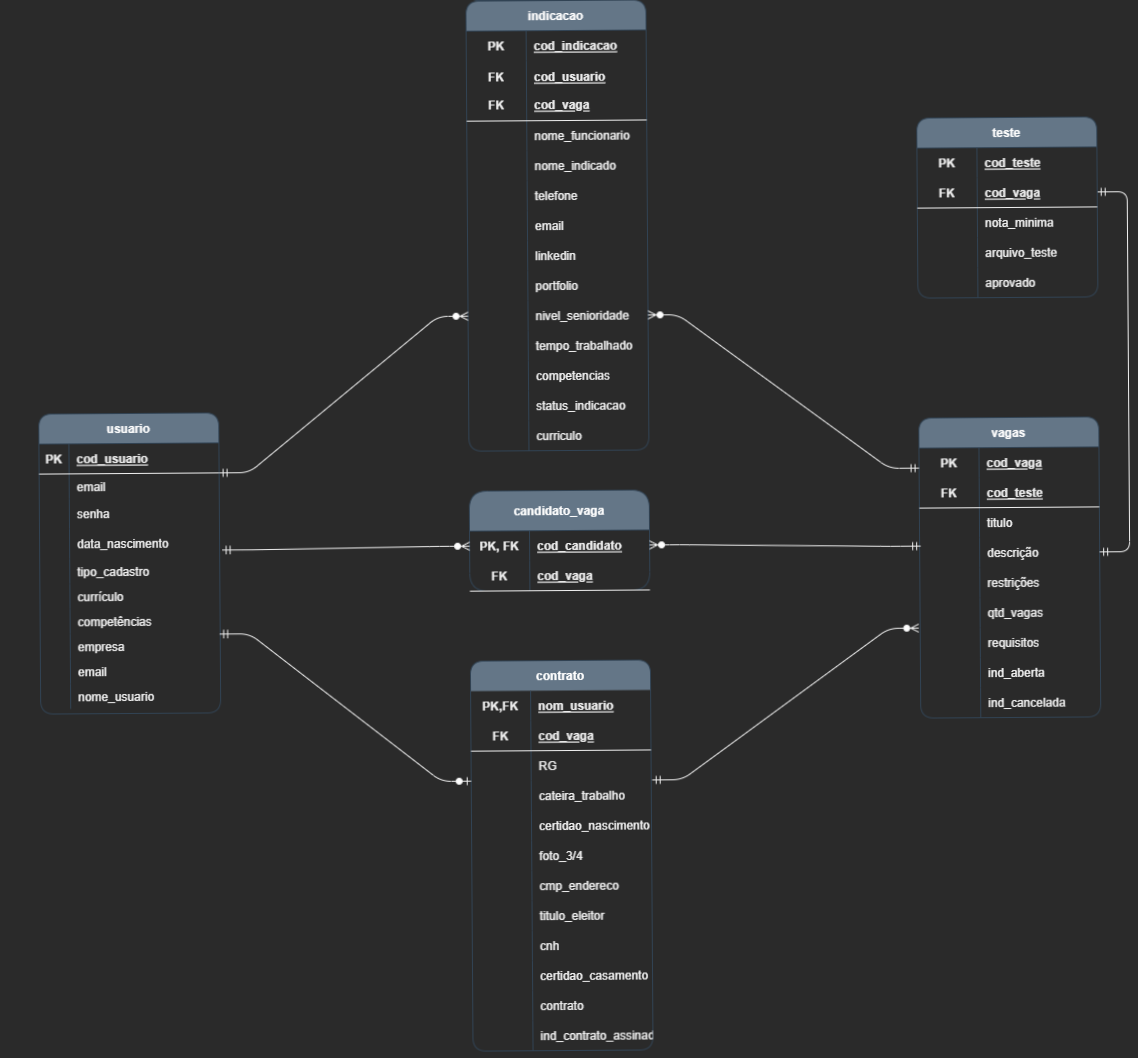 indicacao
PK cod_indicacao
FK cod_usuario
FK cod_vaga
nome_funcionario
nome_indicado
telefone
email
linkedin
portfolio
nivel_senioridade
tempo_trabalhado
competencias
status_indicacao
curriculo
teste
PK cod_teste
FK cod_vaga
nota_minima
arquivo_teste
aprovado
usuario
PK cod_usuario
email
senha
data_nascimento
tipo_cadastro
currículo
competências
empresa
email
nome_usuario
candidato_vaga
PK, FK cod_candidato
FK cod_vaga
vagas
PK cod_vaga
FK cod_teste
titulo
descrição
restrições
qtd_vagas
requisitos
ind_aberta
ind_cancelada
contrato
PK,FK nom_usuario
FK cod_vaga
RG
cateira_trabalho
certidao_nascimento
foto_3/4
cmp_endereco
titulo_eleitor
cnh
certidao_casamento
contrato
ind_contrato_assinad